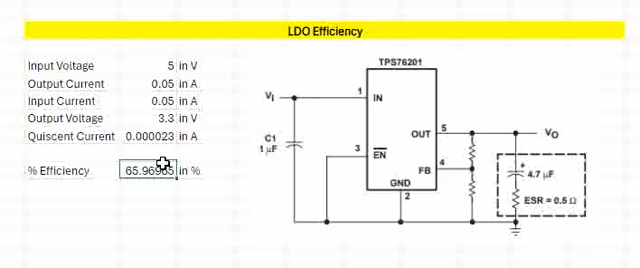 LDO Efficiency
Input Voltage 5 in V
Output Current 0.05 in A
Input Current 0.05 in A
Output Voltage 3.3 in V
Quiscent Current 0.000023 in A
% Efficiency in %
TPS76201
VI
1
IN
C1
1 µF
3
EN
OUT
5
VO
4
FB
GND
2
+
4.7 µF
ESR = 0.5 Ω